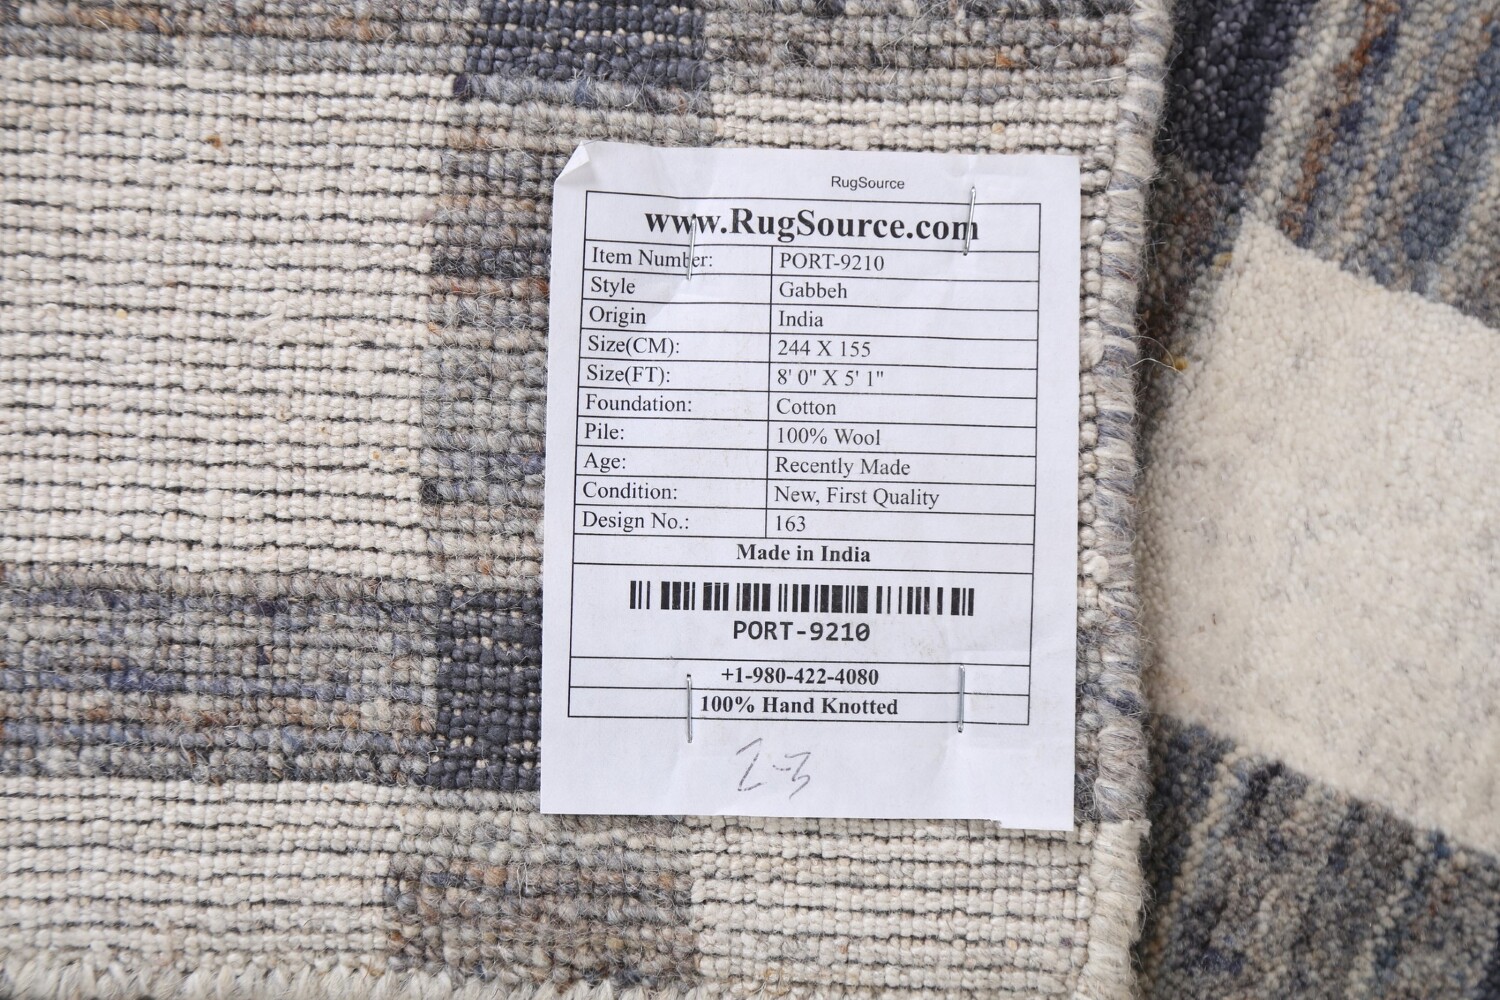 RugSource
www.RugSource.com
Item Number: PORT-9210
Style Gabbeh
Origin India
Size(CM): 244 X 155
Size(FT): 8' 0" X 5' 1"
Foundation: Cotton
Pile: 100% Wool
Age: Recently Made
Condition: New, First Quality
Design No.: 163
Made in India
PORT-9210
+1-980-422-4080
100% Hand Knotted
2-3